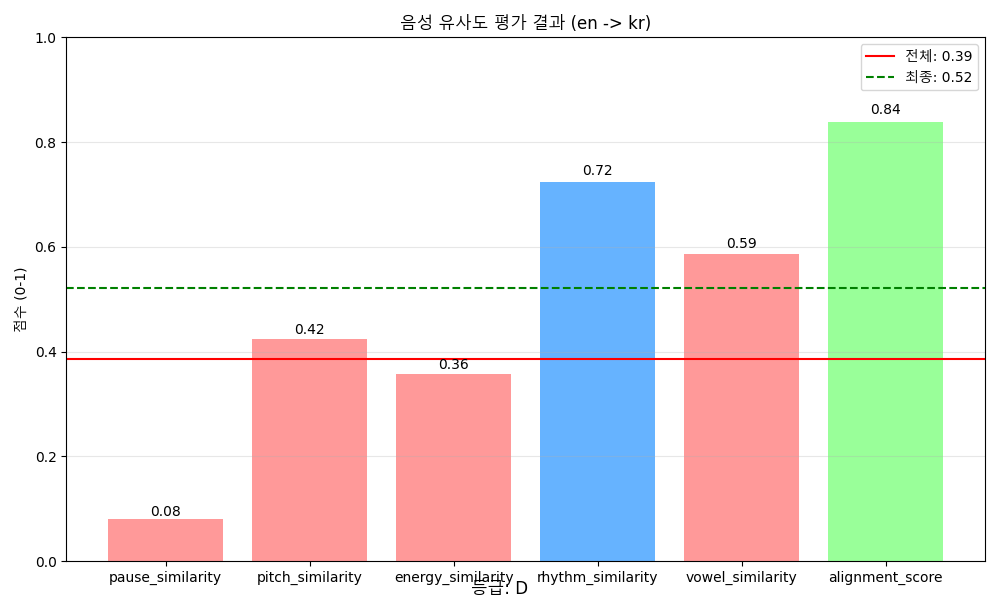 음성 유사도 평가 결과 (en -> kr)
전체: 0.39
최종: 0.52
점수 (0-1)
1.0
0.8
0.6
0.4
0.2
0.0
0.08
0.42
0.36
0.72
0.59
0.84
pause_similarity pitch_similarity energy_similarity rhythm_similarity vowel_similarity alignment_score
등급: D